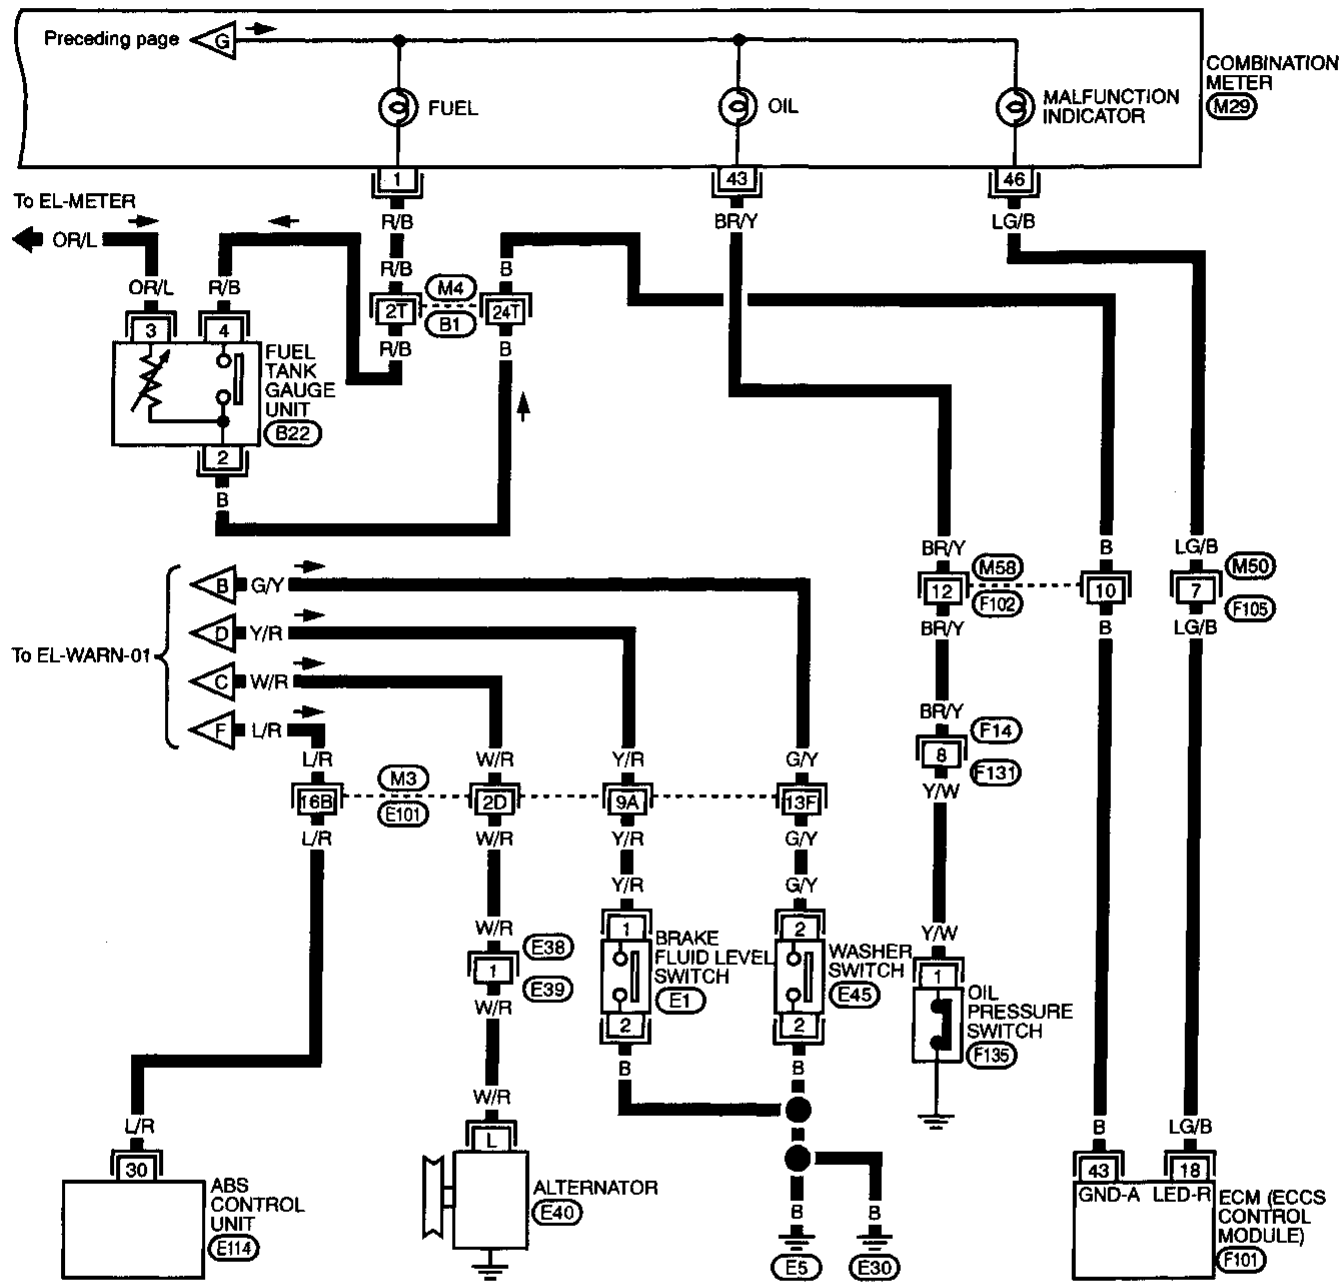 Preceding page
G
FUEL
OIL
MALFUNCTION
INDICATOR
COMBINATION
METER
M29
1
43
46
To EL-METER
R/B
BR/Y
LG/B
OR/L
OR/L
R/B
R/B
M4
B
3
4
2T
B1
24T
R/B
B
FUEL
TANK
GAUGE
UNIT
B22
2
B
BR/Y
M58
B
LG/B
M50
12
F102
10
7
F105
BR/Y
B
LG/B
To EL-WARN-01
B
G/Y
D
Y/R
C
W/R
F
L/R
BR/Y
F14
8
F131
Y/W
L/R
M3
W/R
Y/R
G/Y
16B
E101
2D
9A
13F
L/R
W/R
Y/R
G/Y
Y/R
G/Y
W/R
E38
1
E39
W/R
1
BRAKE
FLUID LEVEL
SWITCH
E1
2
B
2
WASHER
SWITCH
E45
2
B
Y/W
1
OIL
PRESSURE
SWITCH
F135
L/R
30
ABS
CONTROL
UNIT
E114
W/R
L
ALTERNATOR
E40
B
B
E5
E30
B
LG/B
43
18
GND-A
LED-R
ECM (ECCS
CONTROL
MODULE)
F101